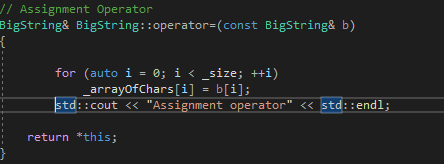 // Assignment Operator
BigString& BigString::operator=(const BigString& b)
{
for (auto i = 0; i < _size; ++i)
_arrayOfChars[i] = b[i];
std::cout << "Assignment operator" << std::endl;
return *this;
}